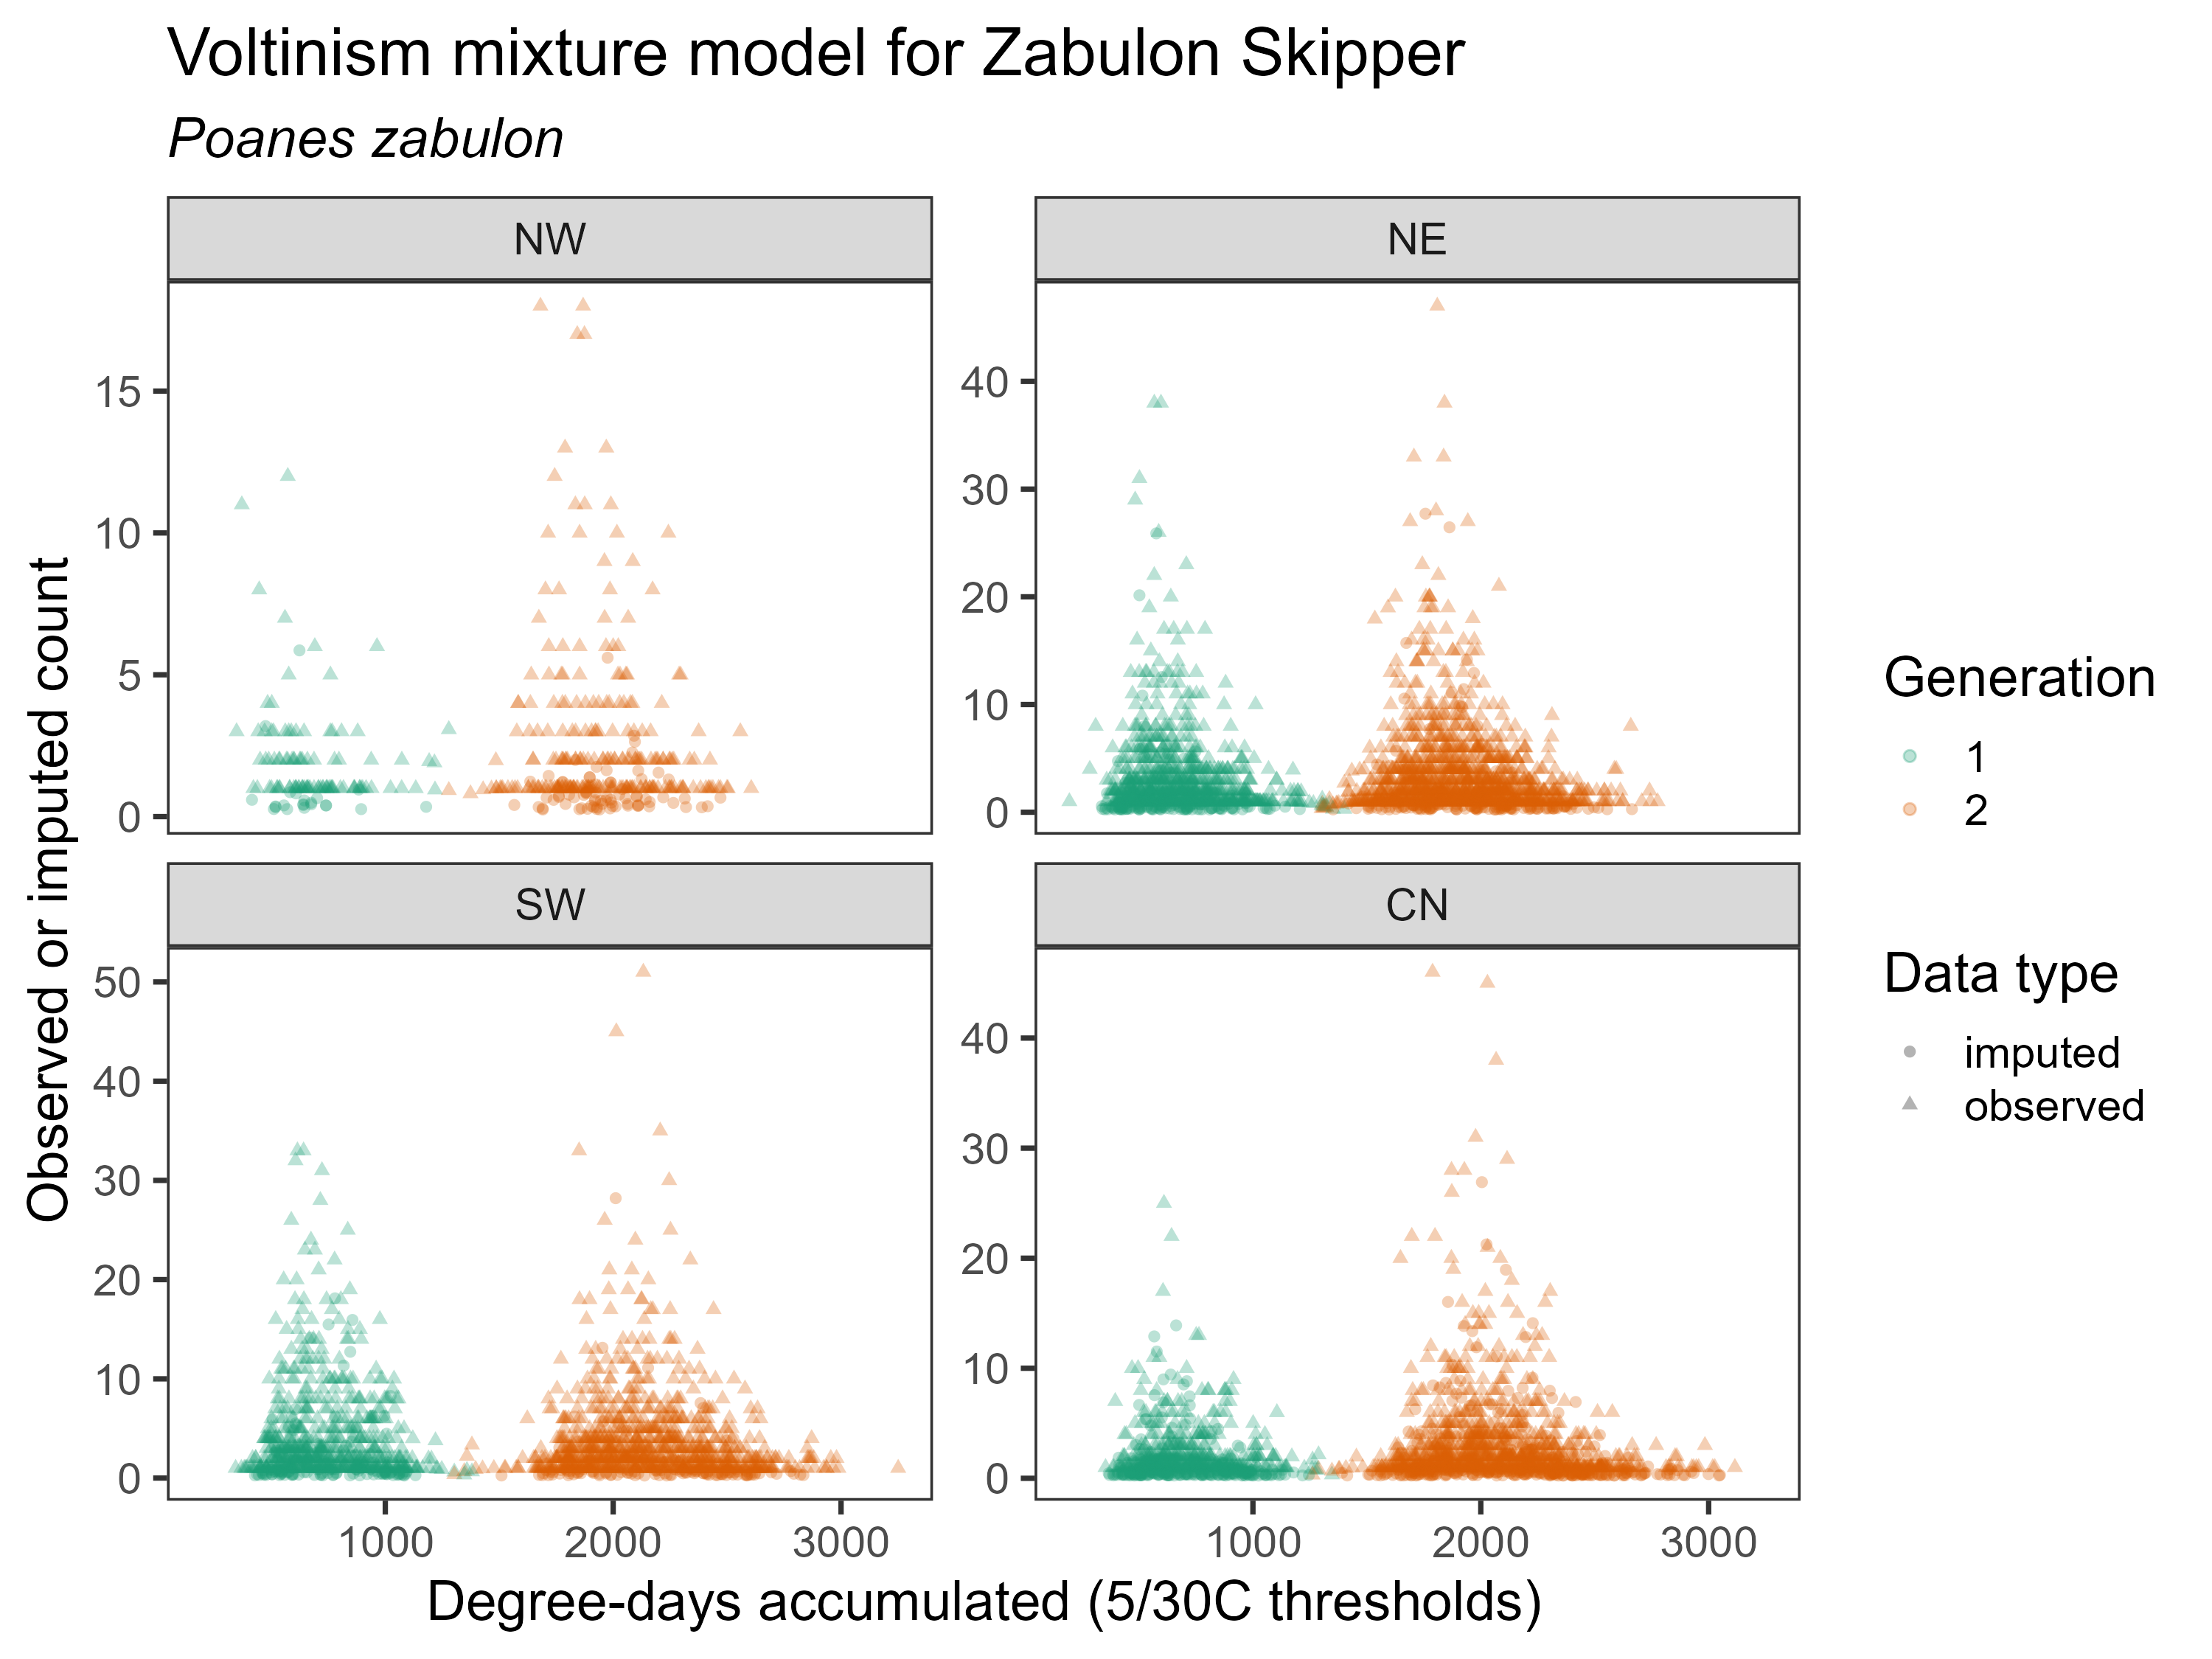 Voltinism mixture model for Zabulon Skipper
Poanes zabulon
NW
NE
15
10
5
0
40
30
20
10
0
SW
CN
50
40
30
20
10
0
40
30
20
10
0
1000
2000
3000
1000
2000
3000
Degree-days accumulated (5/30C thresholds)
Observed or imputed count
Generation
1
2
Data type
imputed
observed